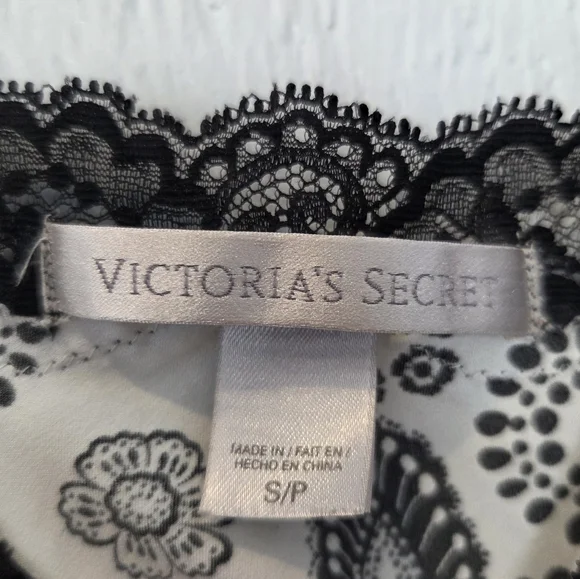 VICTORIA'S SECRET
MADE IN / FAIT EN /
HECHO EN CHINA
S/P